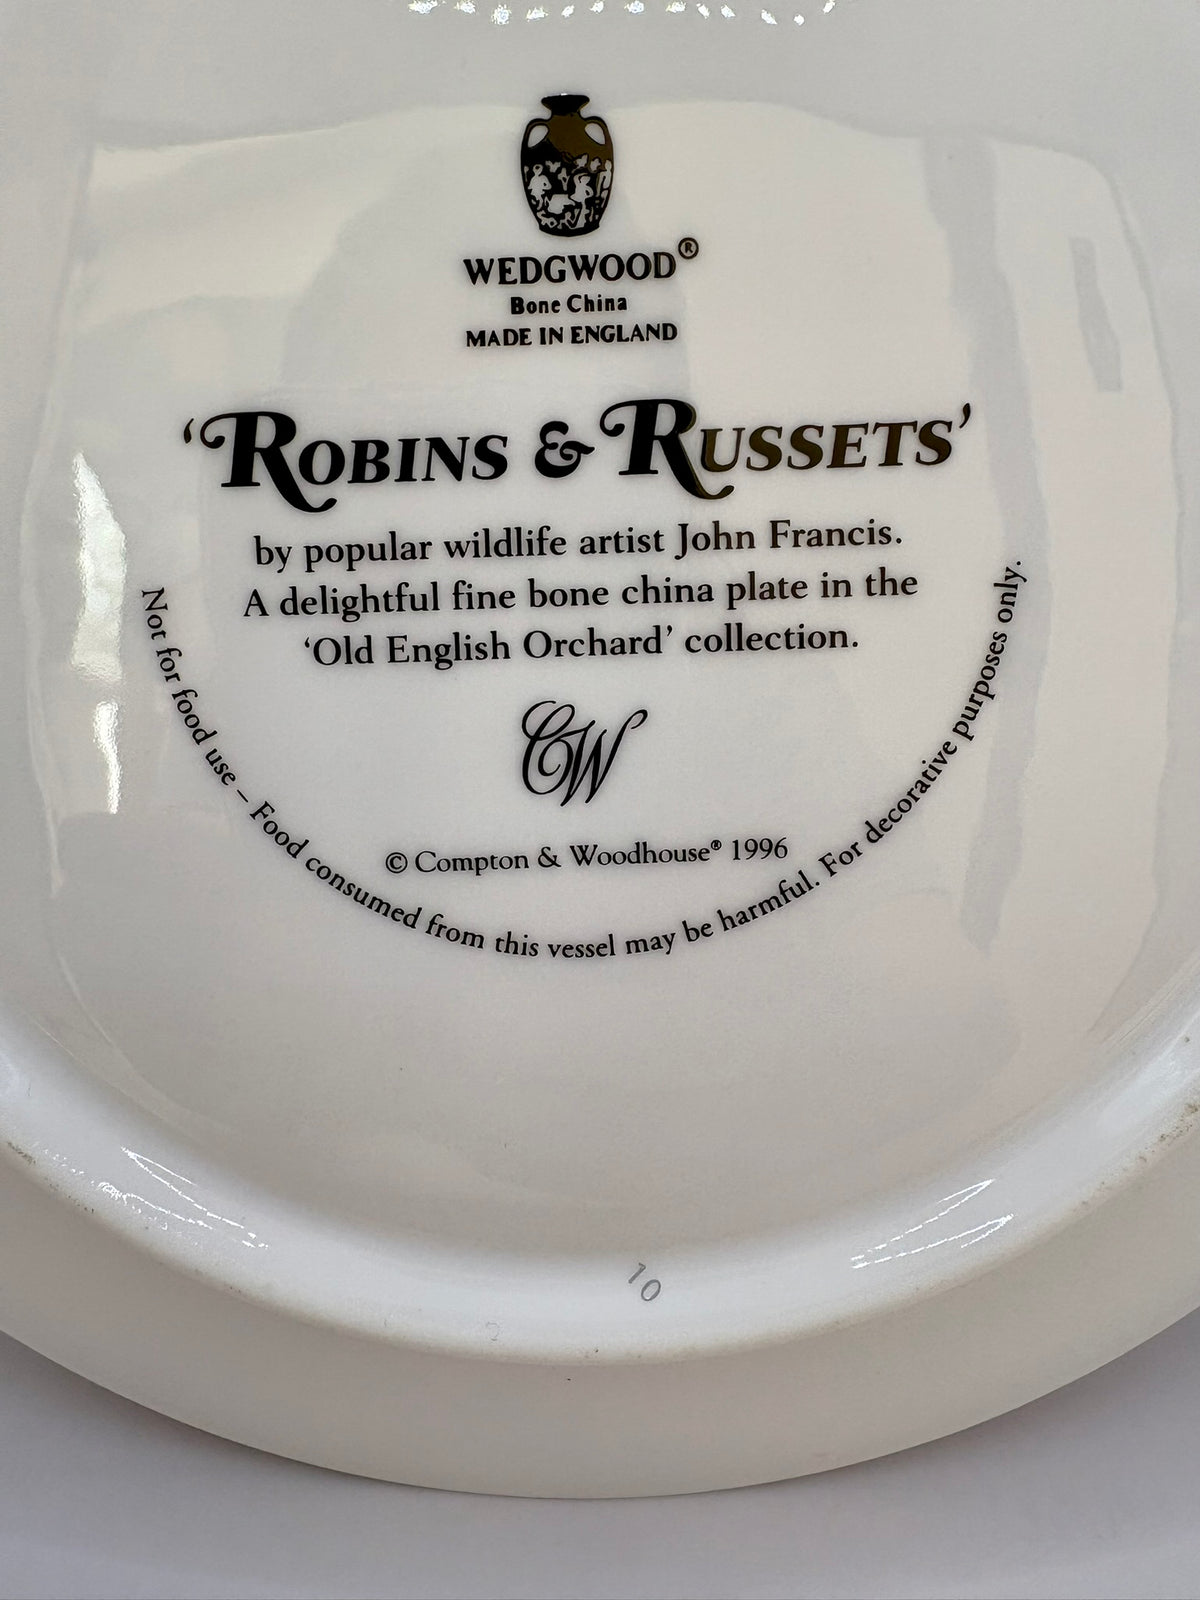 WEDGWOOD®
Bone China
MADE IN ENGLAND
‘ROBINS & RUSSETS’
by popular wildlife artist John Francis.
A delightful fine bone china plate in the
‘Old English Orchard’ collection.
CW
© Compton & Woodhouse® 1996
Not for food use – Food consumed from this vessel may be harmful. For decorative purposes only.
10